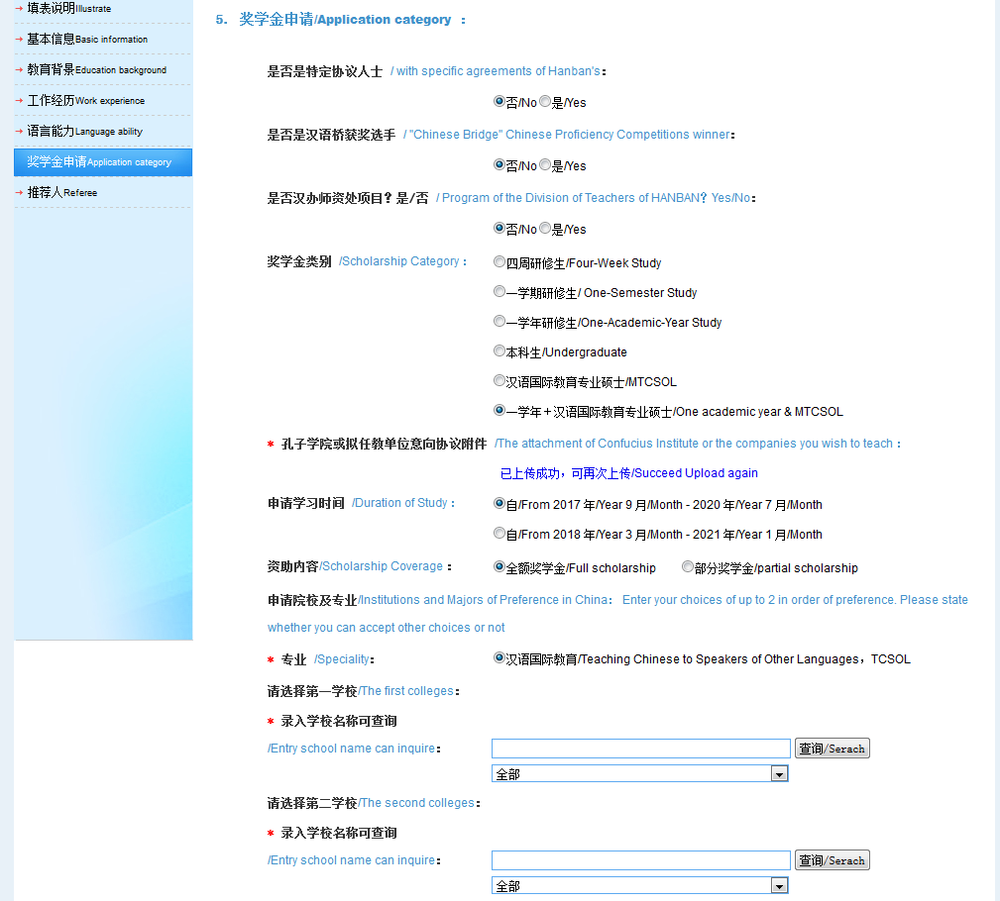 填表说明Illustrate
基本信息Basic information
教育背景Education background
工作经历Work experience
语言能力Language ability
奖学金申请Application category
推荐人Referee
5. 奖学金申请/Application category ：
是否是特定协议人士 / with specific agreements of Hanban's：
否/No 是/Yes
是否是汉语桥获奖选手 / "Chinese Bridge" Chinese Proficiency Competitions winner：
否/No 是/Yes
是否汉办师资处项目？是/否 / Program of the Division of Teachers of HANBAN？Yes/No：
否/No 是/Yes
奖学金类别 /Scholarship Category：
四周研修生/Four-Week Study
一学期研修生/ One-Semester Study
一学年研修生/One-Academic-Year Study
本科生/Undergraduate
汉语国际教育专业硕士/MTCSOL
一学年＋汉语国际教育专业硕士/One academic year & MTCSOL
* 孔子学院或拟任教单位意向协议附件 /The attachment of Confucius Institute or the companies you wish to teach：
已上传成功，可再次上传/Succeed Upload again
申请学习时间 /Duration of Study：
自/From 2017 年/Year 9 月/Month - 2020 年/Year 7 月/Month
自/From 2018 年/Year 3 月/Month - 2021 年/Year 1 月/Month
资助内容/Scholarship Coverage：
全额奖学金/Full scholarship 部分奖学金/partial scholarship
申请院校及专业/Institutions and Majors of Preference in China： Enter your choices of up to 2 in order of preference. Please state
whether you can accept other choices or not
* 专业 /Speciality：
汉语国际教育/Teaching Chinese to Speakers of Other Languages，TCSOL
请选择第一学校/The first colleges：
* 录入学校名称可查询
/Entry school name can inquire：
查询/Serach
全部
请选择第二学校/The second colleges：
* 录入学校名称可查询
/Entry school name can inquire：
查询/Serach
全部